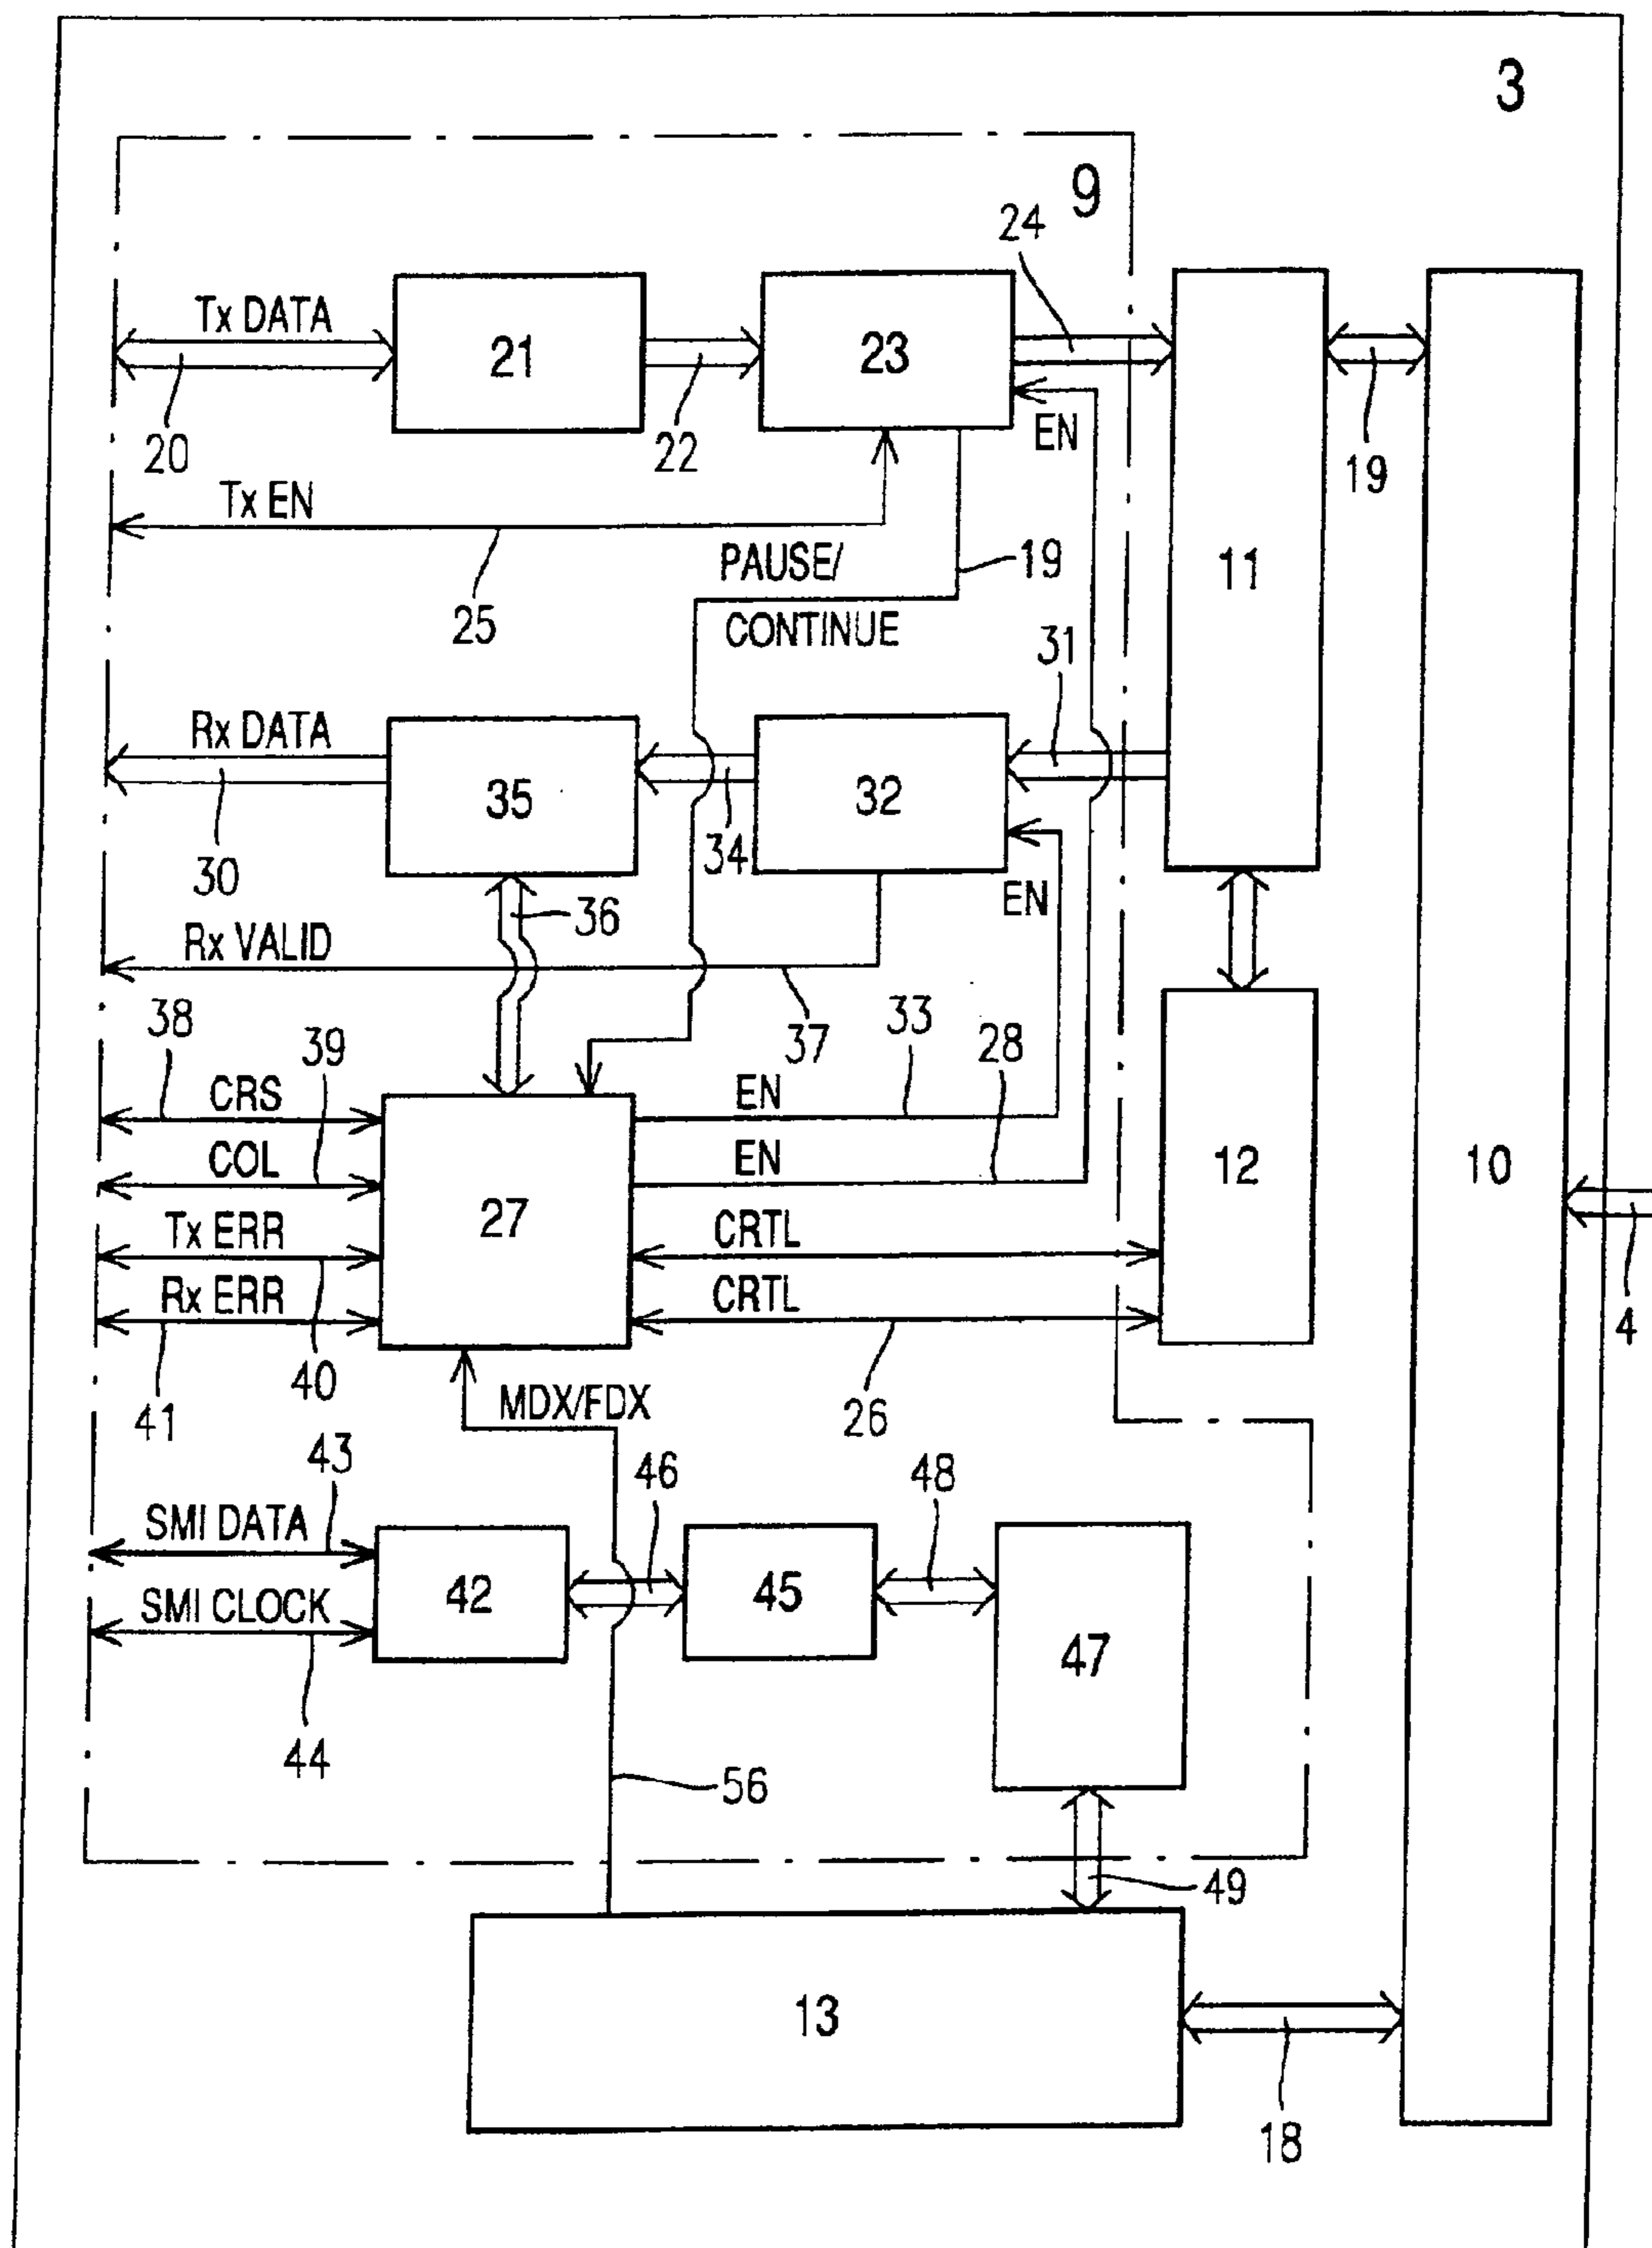 3
9
24
Tx DATA
21
23
20
22
EN
19
Tx EN
PAUSE/
19
11
25
CONTINUE
31
Rx DATA
35
32
30
34
EN
36
Rx VALID
38
39
37
33
28
CRS
EN
COL
EN
12
10
27
Tx ERR
CRTL
Rx ERR
CRTL
4
40
41
MDX/FDX
26
43
46
48
SMI DATA
42
45
SMI CLOCK
47
44
56
49
13
18